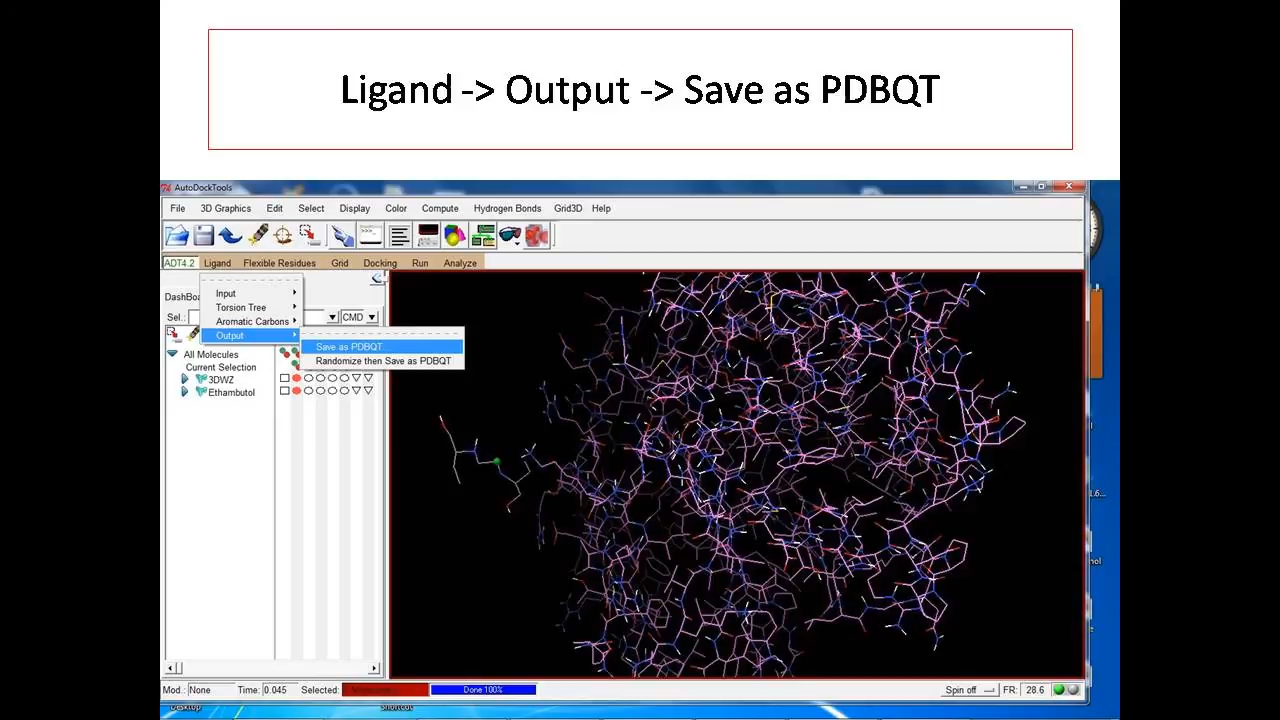 Ligand -> Output -> Save as PDBQT
AutoDockTools
File 3D Graphics Edit Select Display Color Compute Hydrogen Bonds Grid3D Help
ADT4.2 Ligand Flexible Residues Grid Docking Run Analyze
Input
DashBoa
Torsion Tree
Sel.: CMD
Aromatic Carbons
Output
Save as PDBQT
All Molecules
Randomize then Save as PDBQT
Current Selection
3DWZ
Ethambutol
Mod.: None Time: 0.045 Selected: Done 100% Spin off FR: 28.6
Desktop Shortcut